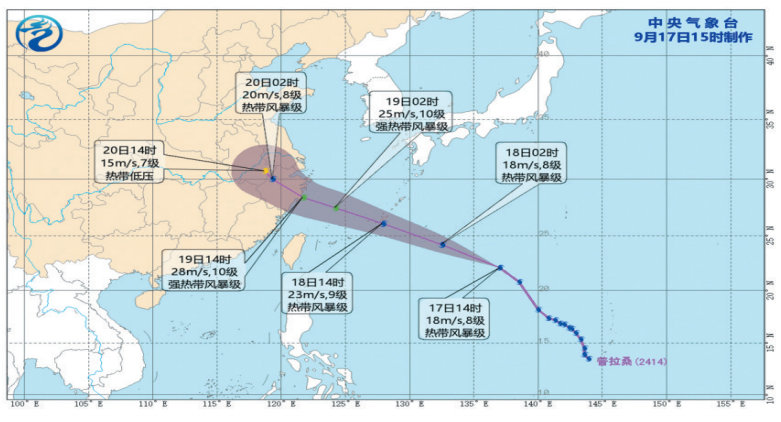 中央气象台
9月17日15时制作
20日02时
20m/s,8级
热带风暴级
19日02时
25m/s,10级
强热带风暴级
20日14时
15m/s,7级
热带低压
18日02时
18m/s,8级
热带风暴级
19日14时
28m/s,10级
强热带风暴级
18日14时
23m/s,9级
热带风暴级
17日14时
18m/s,8级
热带风暴级
普拉桑(2414)
40°N
35°N
30°N
25°N
20°N
15°N
10°N
40
35
25
20
15
10
100° E
105° E
110° E
115° E
120° E
125° E
130° E
135° E
140° E
145° E
150° E
155° E